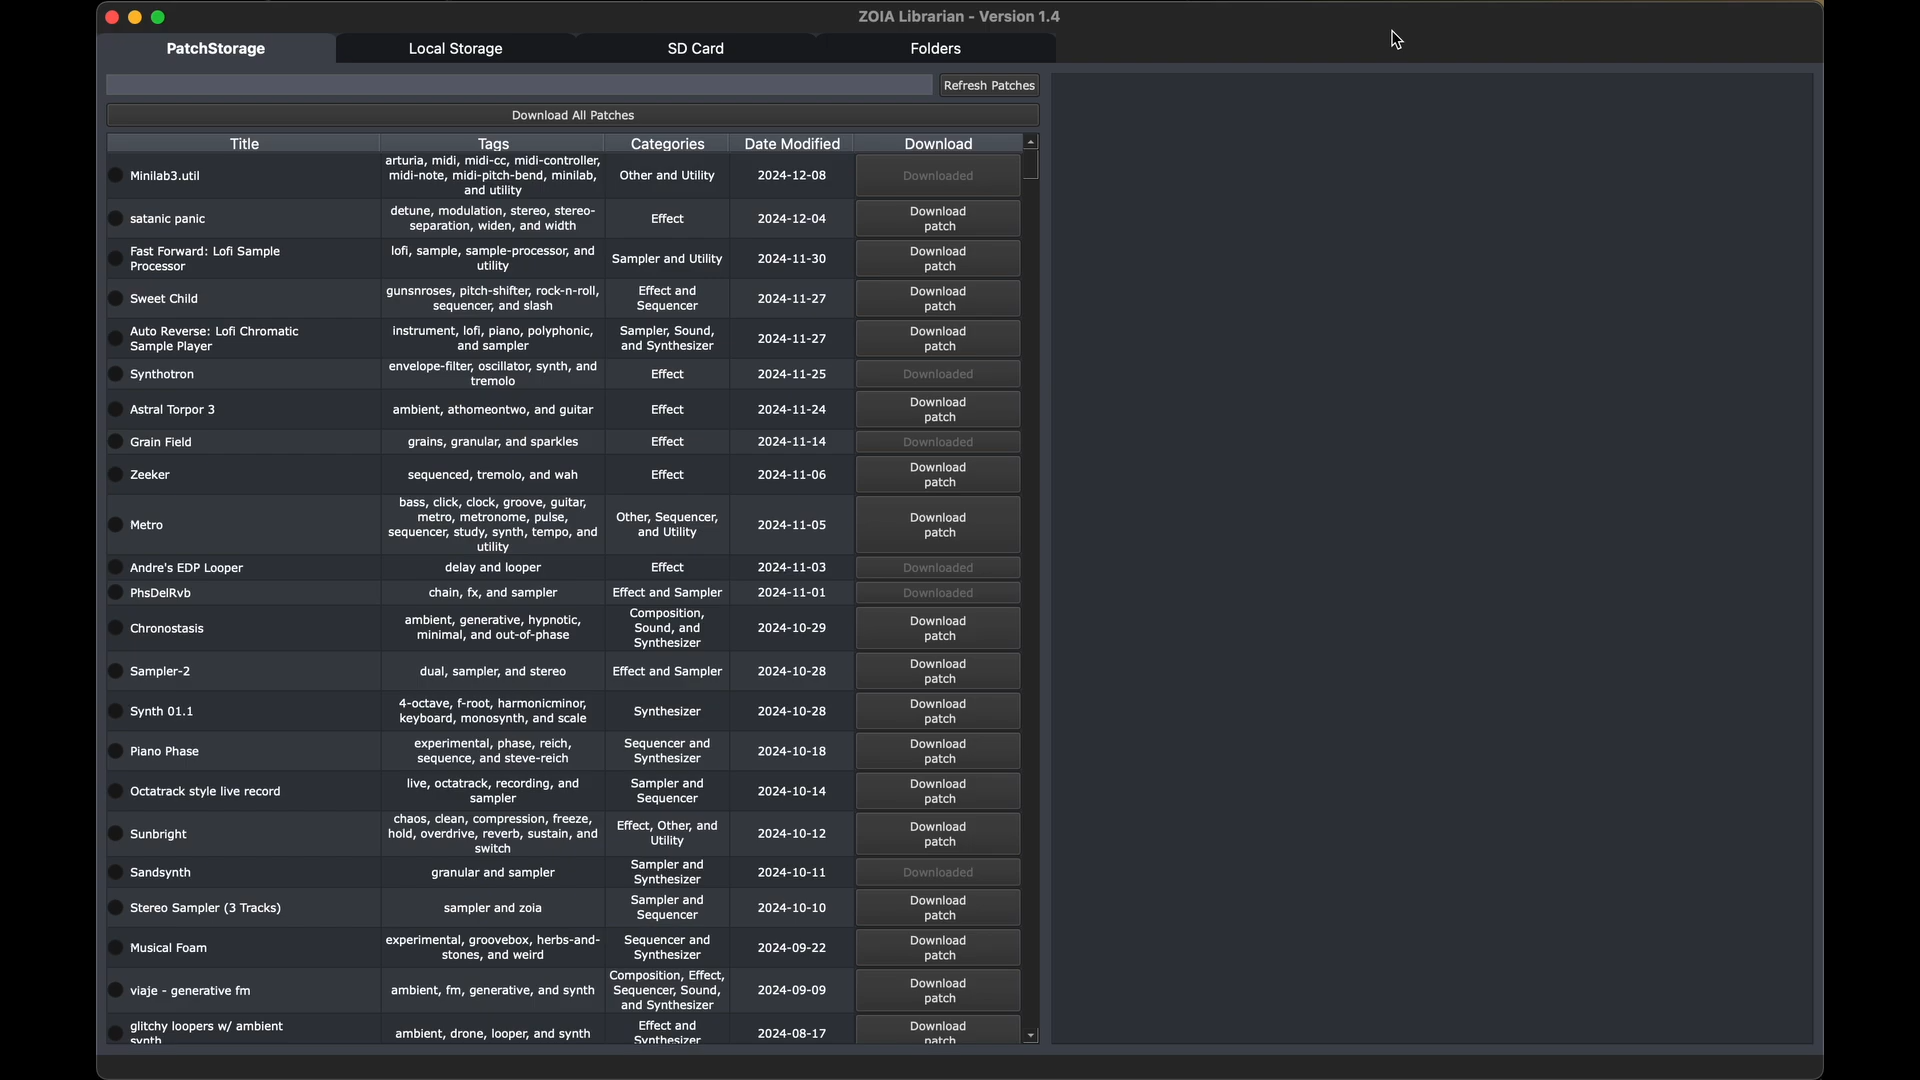 ZOIA Librarian - Version 1.4
PatchStorage
Local Storage
SD Card
Folders
Refresh Patches
Download All Patches
Title
Tags
Categories
Date Modified
Download
Minilab3.util
arturia, midi, midi-cc, midi-controller,
midi-note, midi-pitch-bend, minilab,
and utility
Other and Utility
2024-12-08
Downloaded
satanic panic
detune, modulation, stereo, stereo-
separation, widen, and width
Effect
2024-12-04
Download
patch
Fast Forward: Lofi Sample
Processor
lofi, sample, sample-processor, and
utility
Sampler and Utility
2024-11-30
Download
patch
Sweet Child
gunsnroses, pitch-shifter, rock-n-roll,
sequencer, and slash
Effect and
Sequencer
2024-11-27
Download
patch
Auto Reverse: Lofi Chromatic
Sample Player
instrument, lofi, piano, polyphonic,
and sampler
Sampler, Sound,
and Synthesizer
2024-11-27
Download
patch
Synthotron
envelope-filter, oscillator, synth, and
tremolo
Effect
2024-11-25
Downloaded
Astral Torpor 3
ambient, athomeontwo, and guitar
Effect
2024-11-24
Download
patch
Grain Field
grains, granular, and sparkles
Effect
2024-11-14
Downloaded
Zeeker
sequenced, tremolo, and wah
Effect
2024-11-06
Download
patch
Metro
bass, click, clock, groove, guitar,
metro, metronome, pulse,
sequencer, study, synth, tempo, and
utility
Other, Sequencer,
and Utility
2024-11-05
Download
patch
Andre's EDP Looper
delay and looper
Effect
2024-11-03
Downloaded
PhsDelRvb
chain, fx, and sampler
Effect and Sampler
2024-11-01
Downloaded
Chronostasis
ambient, generative, hypnotic,
minimal, and out-of-phase
Composition,
Sound, and
Synthesizer
2024-10-29
Download
patch
Sampler-2
dual, sampler, and stereo
Effect and Sampler
2024-10-28
Download
patch
Synth 01.1
4-octave, f-root, harmonicminor,
keyboard, monosynth, and scale
Synthesizer
2024-10-28
Download
patch
Piano Phase
experimental, phase, reich,
sequence, and steve-reich
Sequencer and
Synthesizer
2024-10-18
Download
patch
Octatrack style live record
live, octatrack, recording, and
sampler
Sampler and
Sequencer
2024-10-14
Download
patch
Sunbright
chaos, clean, compression, freeze,
hold, overdrive, reverb, sustain, and
switch
Effect, Other, and
Utility
2024-10-12
Download
patch
Sandsynth
granular and sampler
Sampler and
Synthesizer
2024-10-11
Downloaded
Stereo Sampler (3 Tracks)
sampler and zoia
Sampler and
Sequencer
2024-10-10
Download
patch
Musical Foam
experimental, groovebox, herbs-and-
stones, and weird
Sequencer and
Synthesizer
2024-09-22
Download
patch
viaje - generative fm
ambient, fm, generative, and synth
Composition, Effect,
Sequencer, Sound,
and Synthesizer
2024-09-09
Download
patch
glitchy loopers w/ ambient
synth
ambient, drone, looper, and synth
Effect and
Synthesizer
2024-08-17
Download
patch